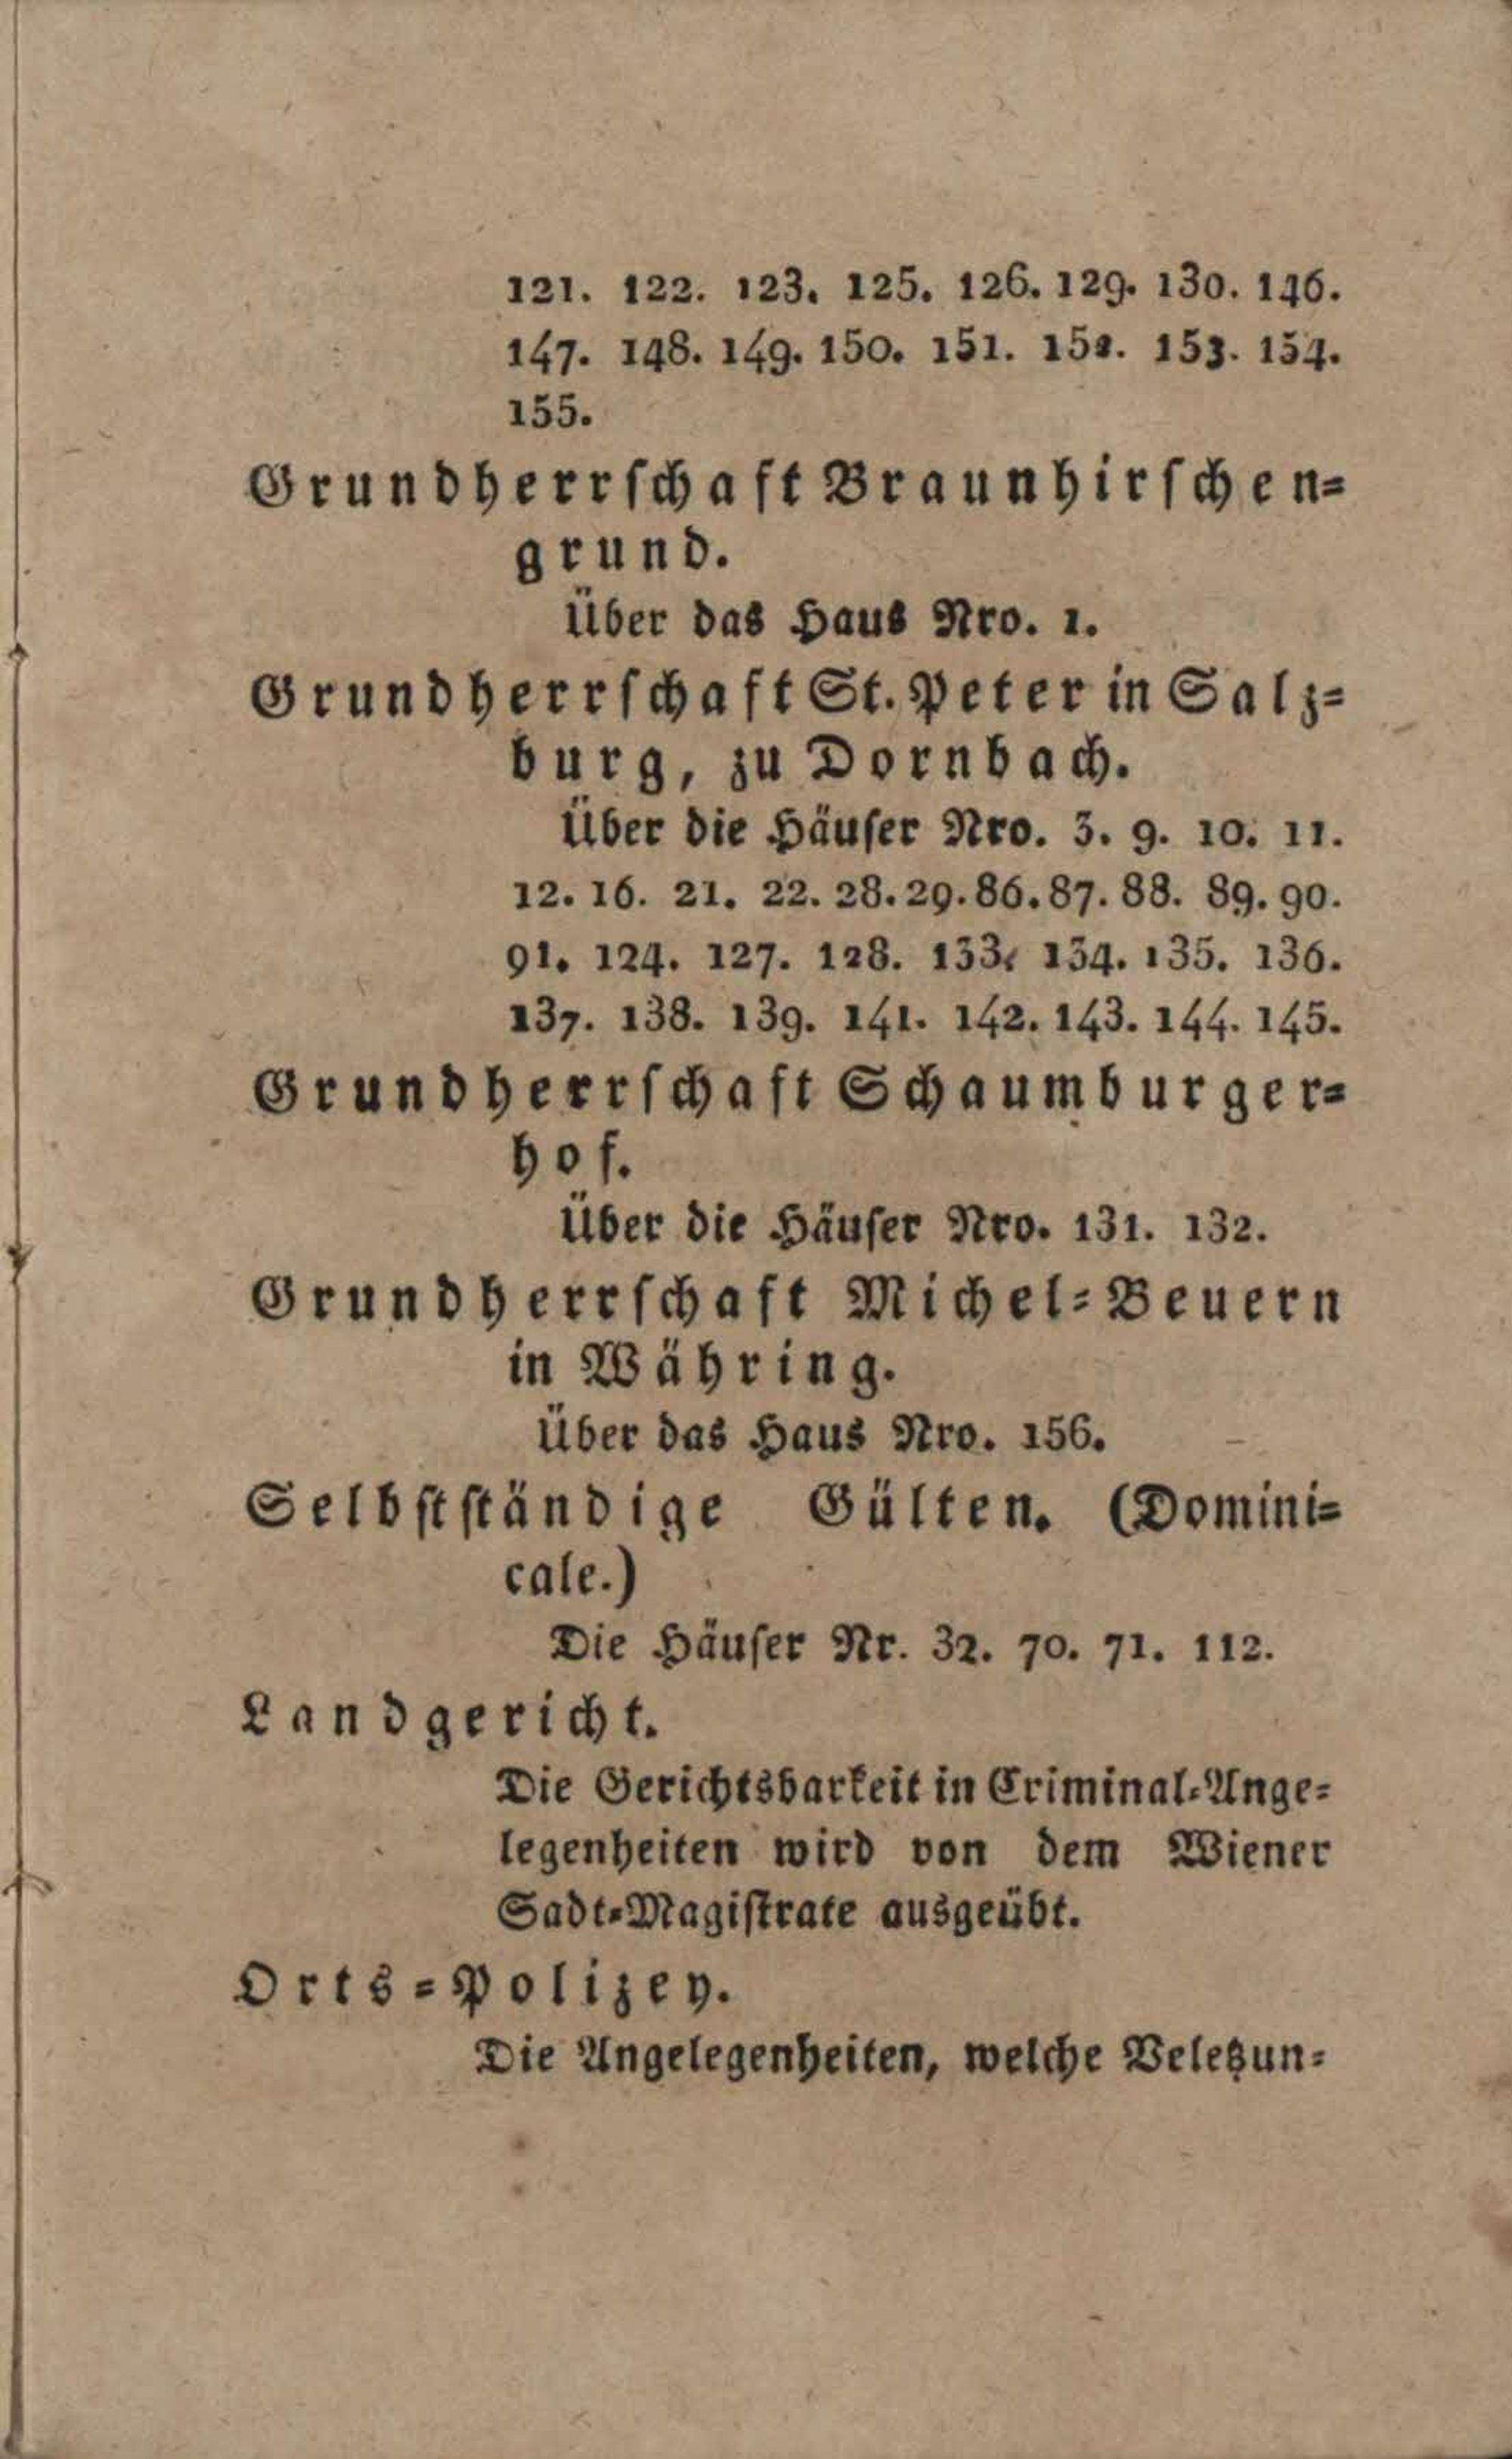 121. 122. 123. 125. 126. 129. 130. 146.
147. 148. 149. 150. 151. 152. 153. 154.
155.
Grundherrschaft Braunhirschen=
grund.
Über das Haus Nro. 1.
Grundherrschaft St. Peter in Salz=
burg, zu Dornbach.
Über die Häuser Nro. 3. 9. 10. 11.
12. 16. 21. 22. 28. 29. 86. 87. 88. 89. 90.
91. 124. 127. 128. 133. 134. 135. 136.
137. 138. 139. 141. 142. 143. 144. 145.
Grundherrschaft Schaumburger=
hof.
Über die Häuser Nro. 131. 132.
Grundherrschaft Michel=Beuern
in Währing.
Über das Haus Nro. 156.
Selbstständige Gülten. (Domini=
cale.)
Die Häuser Nr. 32. 70. 71. 112.
Landgericht.
Die Gerichtsbarkeit in Criminal=Ange=
legenheiten wird von dem Wiener
Sadt=Magistrate ausgeübt.
Orts=Polizey.
Die Angelegenheiten, welche Veletzun=